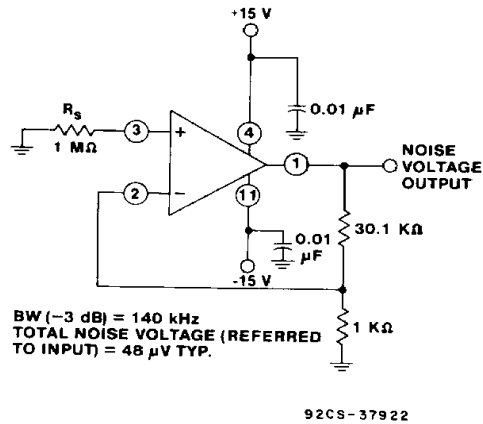 +15 V
0.01 µF
Rs
1 MΩ
3
+
4
1
NOISE
VOLTAGE
OUTPUT
2
−
11
0.01
µF
30.1 KΩ
-15 V
1 KΩ
BW (−3 dB) = 140 kHz
TOTAL NOISE VOLTAGE (REFERRED
TO INPUT) = 48 µV TYP.
92CS-37922